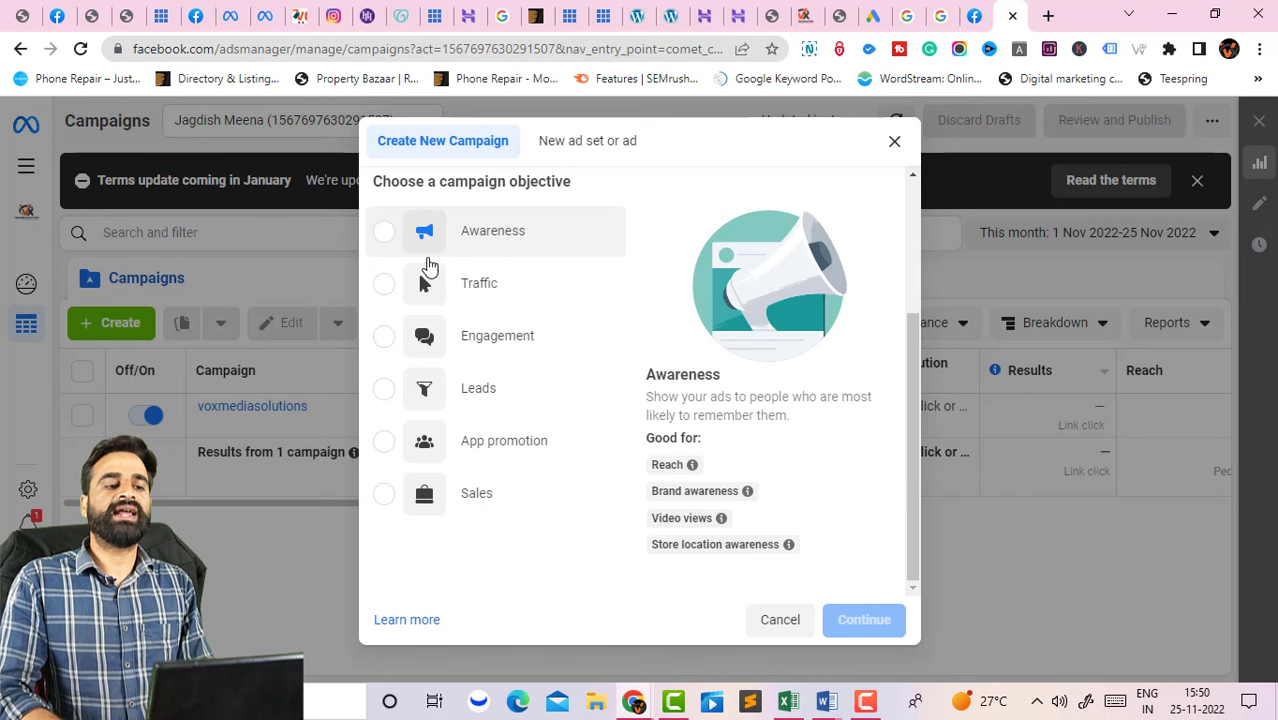 facebook.com/adsmanager/manage/campaigns?act=1567697630291507&nav_entry_point=comet_c...
Phone Repair – Just...
Directory & Listing...
Property Bazaar | R...
Phone Repair - Mo...
Features | SEMrush...
Google Keyword Po...
WordStream: Onlin...
Digital marketing c...
Teespring
Campaigns
Jagdish Meena (1567697630291507)
Discard Drafts
Review and Publish
Create New Campaign
New ad set or ad
Terms update coming in January
We're up
Read the terms
Choose a campaign objective
Search and filter
This month: 1 Nov 2022-25 Nov 2022
Awareness
Traffic
Engagement
Leads
App promotion
Sales
Awareness
Show your ads to people who are most
likely to remember them.
Good for:
Reach
Brand awareness
Video views
Store location awareness
Learn more
Cancel
Continue
Campaigns
+ Create
Edit
Breakdown
Reports
Off/On
Campaign
Results
Reach
voxmediasolutions
lick or ...
—
Link click
Results from 1 campaign
lick or ...
—
Link click
1
27°C
ENG
IN
15:50
25-11-2022